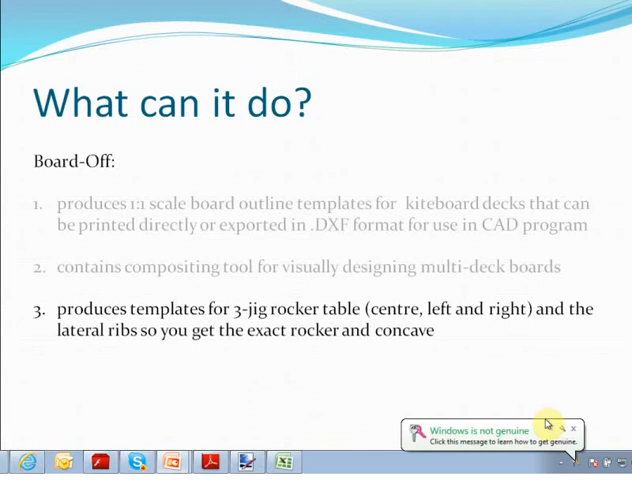 What can it do?
Board-Off:
1. produces 1:1 scale board outline templates for kiteboard decks that can
be printed directly or exported in .DXF format for use in CAD program
2. contains compositing tool for visually designing multi-deck boards
3. produces templates for 3-jig rocker table (centre, left and right) and the
lateral ribs so you get the exact rocker and concave
Windows is not genuine
Click this message to learn how to get genuine.